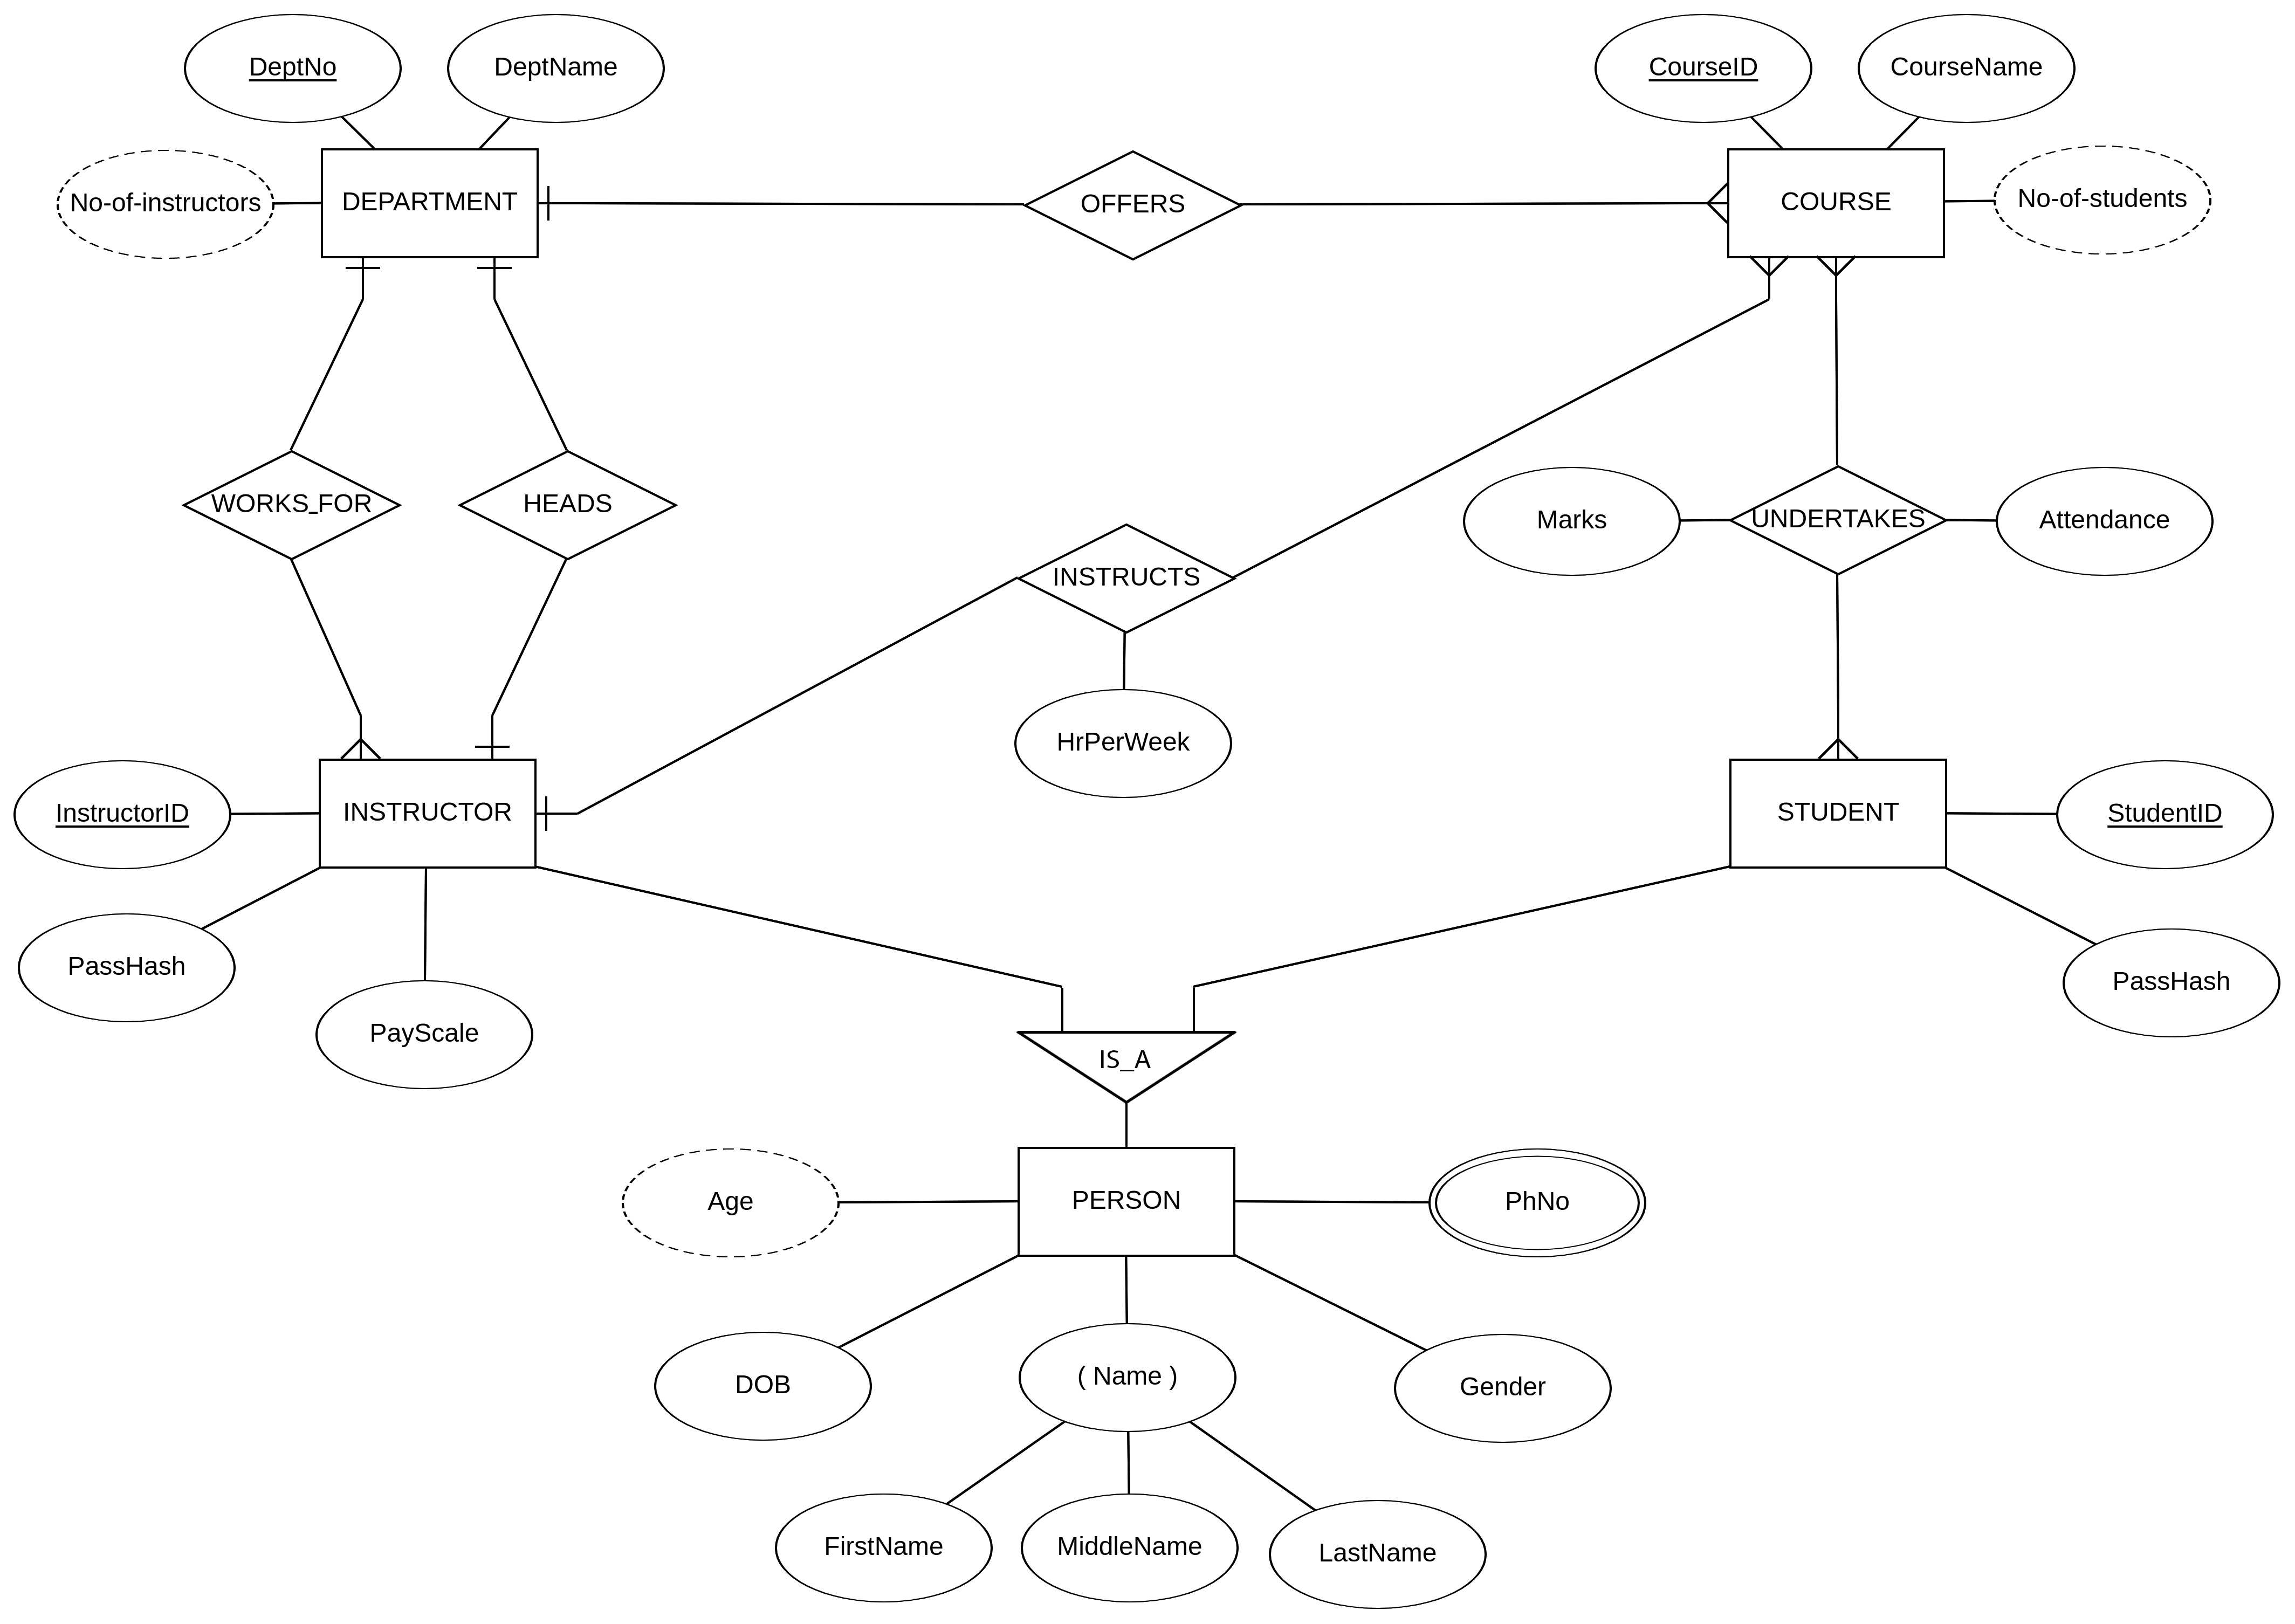 DeptNo
DeptName
CourseID
CourseName
No-of-instructors
DEPARTMENT
OFFERS
COURSE
No-of-students
WORKS_FOR
HEADS
INSTRUCTS
Marks
UNDERTAKES
Attendance
HrPerWeek
InstructorID
INSTRUCTOR
STUDENT
StudentID
PassHash
PayScale
PassHash
IS_A
Age
PERSON
PhNo
DOB
( Name )
Gender
FirstName
MiddleName
LastName